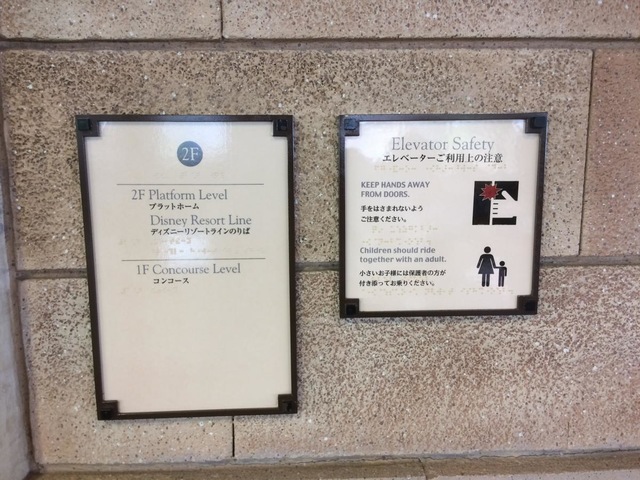 2F
2F Platform Level
プラットホーム
Disney Resort Line
ディズニーリゾートラインのりば
1F Concourse Level
コンコース
Elevator Safety
エレベーターご利用上の注意
KEEP HANDS AWAY
FROM DOORS.
手をはさまれないよう
ご注意ください。
Children should ride
together with an adult.
小さいお子様には保護者の方が
付き添ってお乗りください。